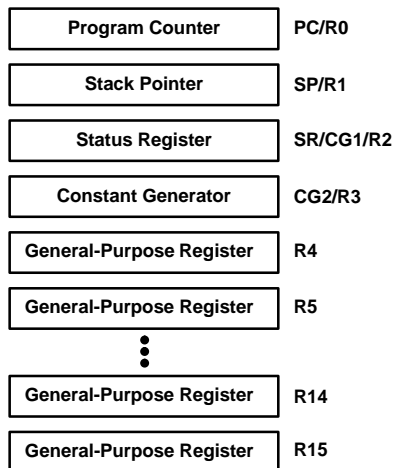 Program Counter PC/R0
Stack Pointer SP/R1
Status Register SR/CG1/R2
Constant Generator CG2/R3
General-Purpose Register R4
General-Purpose Register R5
General-Purpose Register R14
General-Purpose Register R15